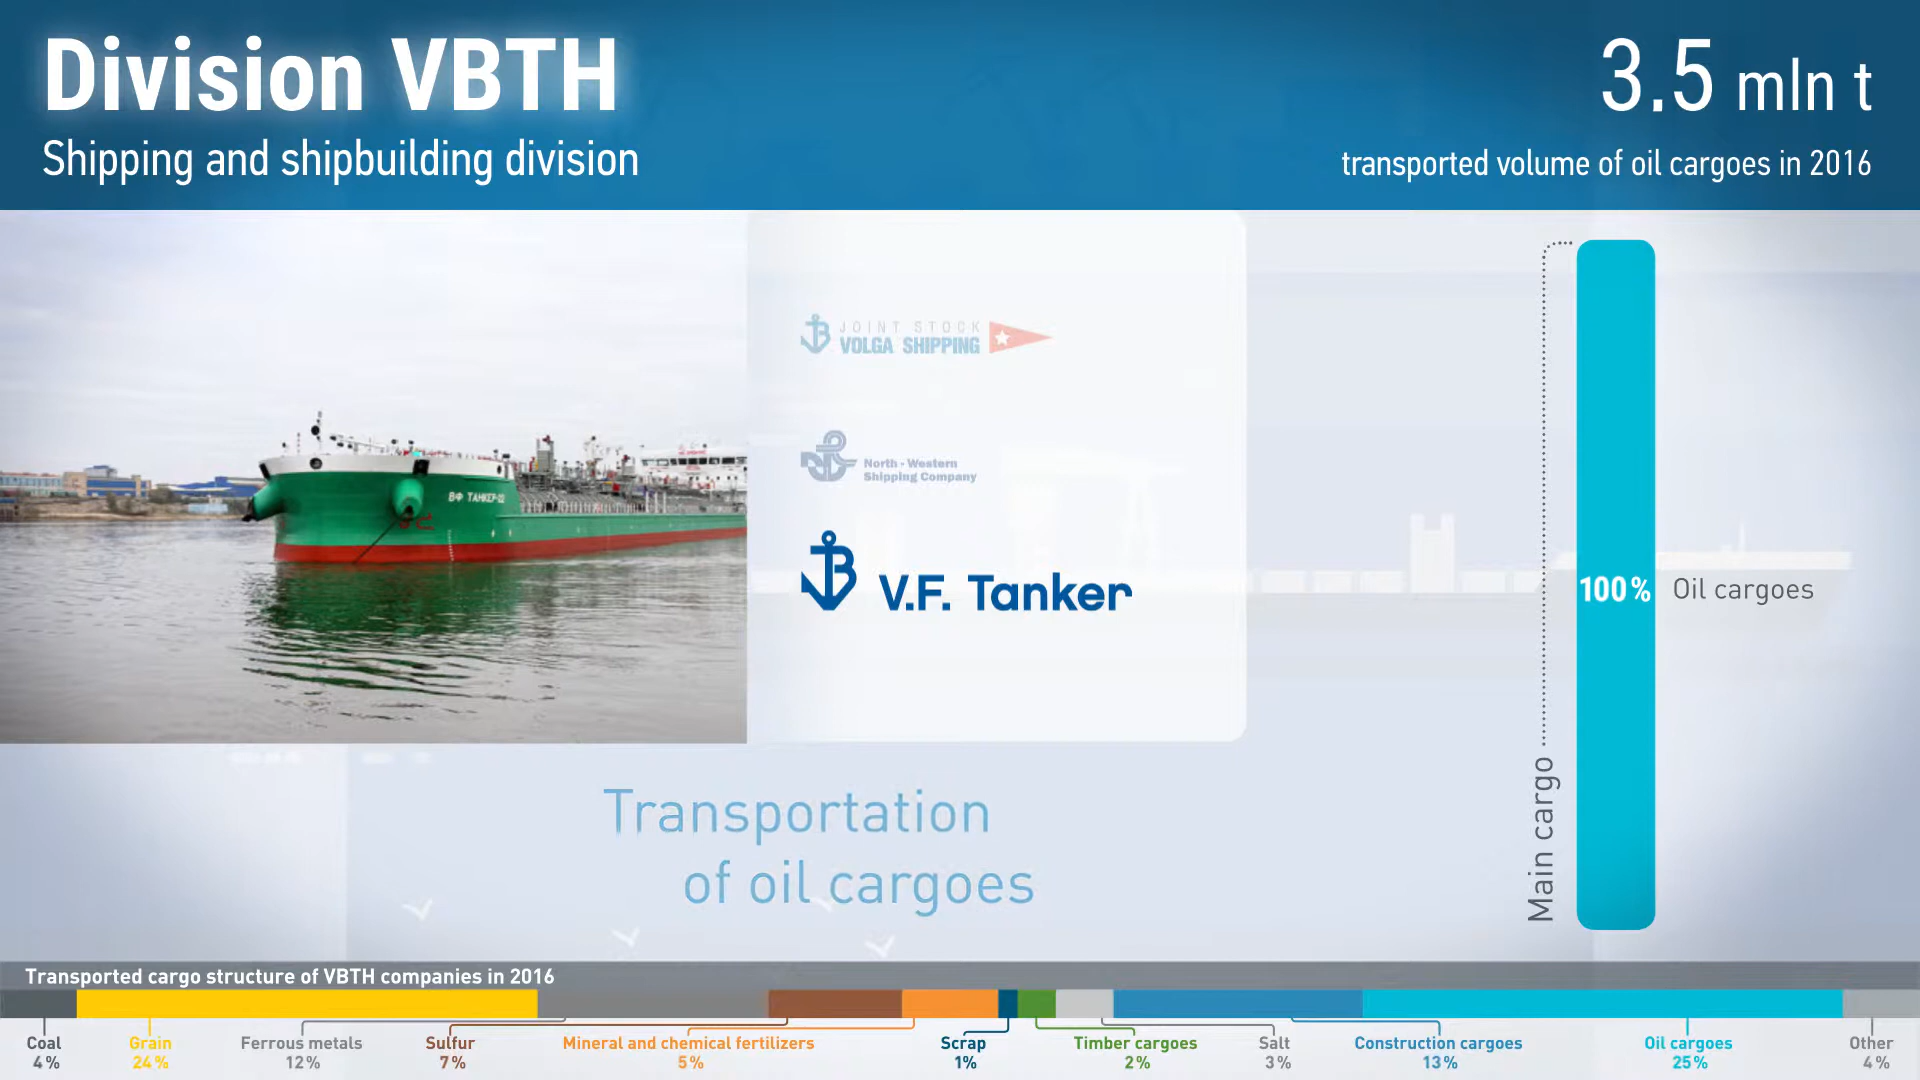 Division VBTH
Shipping and shipbuilding division
3.5 mln t
transported volume of oil cargoes in 2016
JOINT STOCK
VOLGA SHIPPING
North - Western
Shipping Company
V.F. Tanker
ВФ ТАНКЕР-02
100%
Oil cargoes
Main cargo
Transportation
of oil cargoes
Transported cargo structure of VBTH companies in 2016
Coal
4%
Grain
24%
Ferrous metals
12%
Sulfur
7%
Mineral and chemical fertilizers
5%
Scrap
1%
Timber cargoes
2%
Salt
3%
Construction cargoes
13%
Oil cargoes
25%
Other
4%